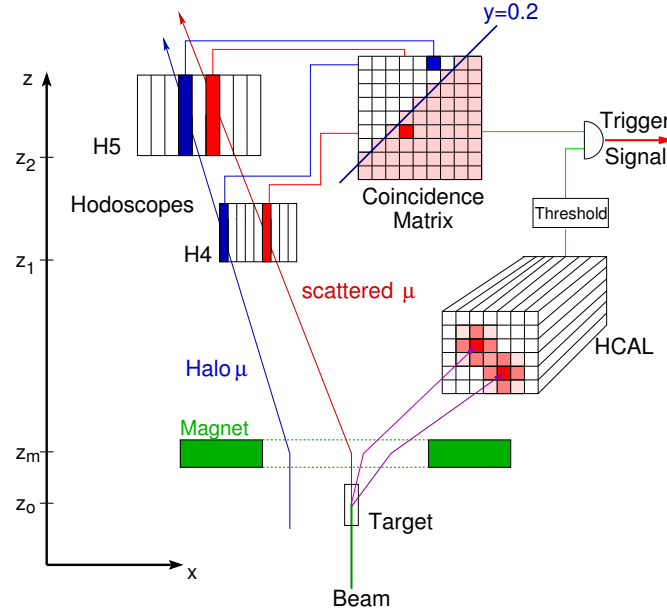 y=0.2
z
H5
Trigger
Signal
z2
Coincidence
Matrix
Hodoscopes
Threshold
H4
z1
scattered μ
HCAL
Halo μ
Magnet
zm
zo
Target
x
Beam